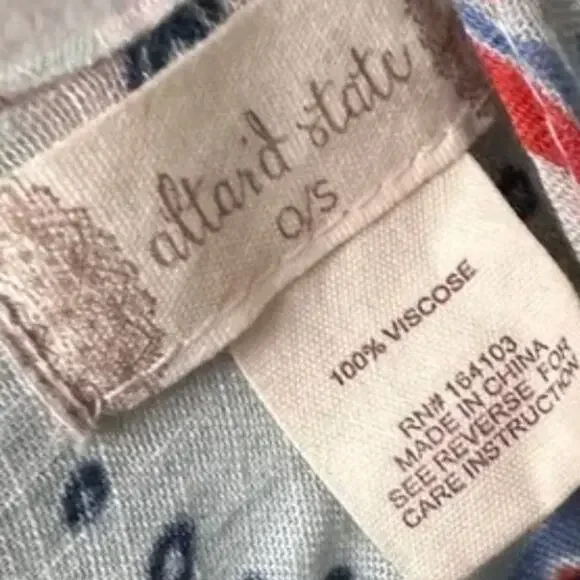 altar'd state
O/S
100% VISCOSE
RN# 164103
MADE IN CHINA
SEE REVERSE FOR
CARE INSTRUCTION